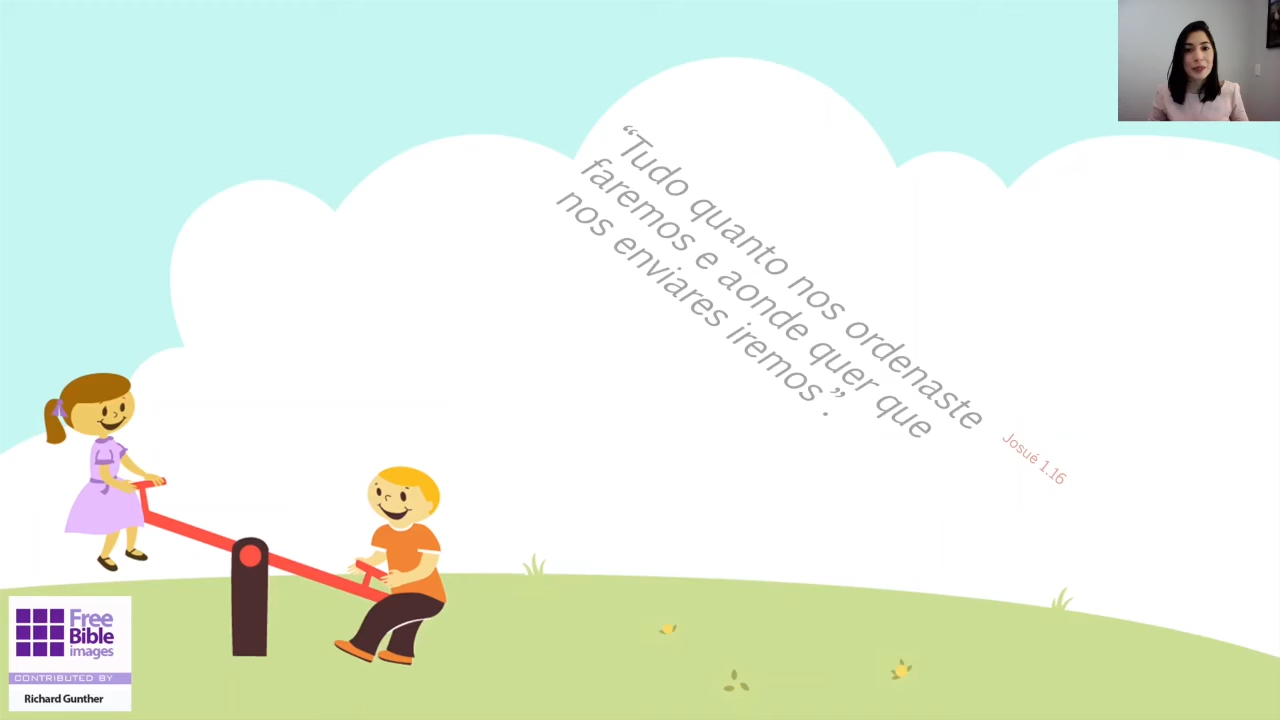 “Tudo quanto nos ordenaste
faremos e aonde quer que
nos enviares iremos”.
Josué 1.16
Free
Bible
images
CONTRIBUTED BY
Richard Gunther